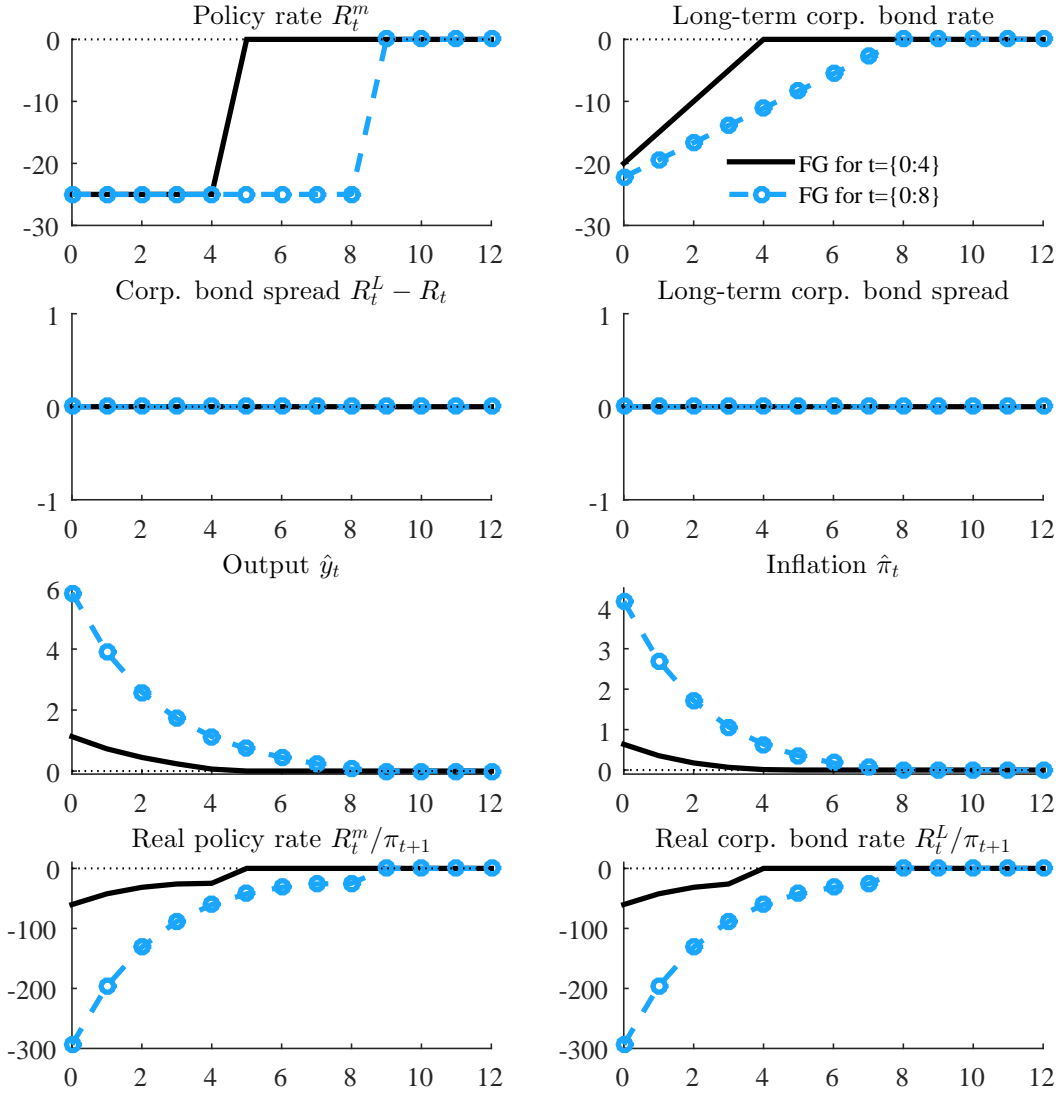 Policy rate $R_t^m$
Long-term corp. bond rate
0
-10
-20
-30
0 2 4 6 8 10 12
0
-10
-20
-30
0 2 4 6 8 10 12
FG for t={0:4}
FG for t={0:8}
Corp. bond spread $R_t^L - R_t$
Long-term corp. bond spread
1
0
-1
0 2 4 6 8 10 12
1
0
-1
0 2 4 6 8 10 12
Output $\hat{y}_t$
Inflation $\hat{\pi}_t$
6
4
2
0
0 2 4 6 8 10 12
4
3
2
1
0
0 2 4 6 8 10 12
Real policy rate $R_t^m/\pi_{t+1}$
Real corp. bond rate $R_t^L/\pi_{t+1}$
0
-100
-200
-300
0 2 4 6 8 10 12
0
-100
-200
-300
0 2 4 6 8 10 12